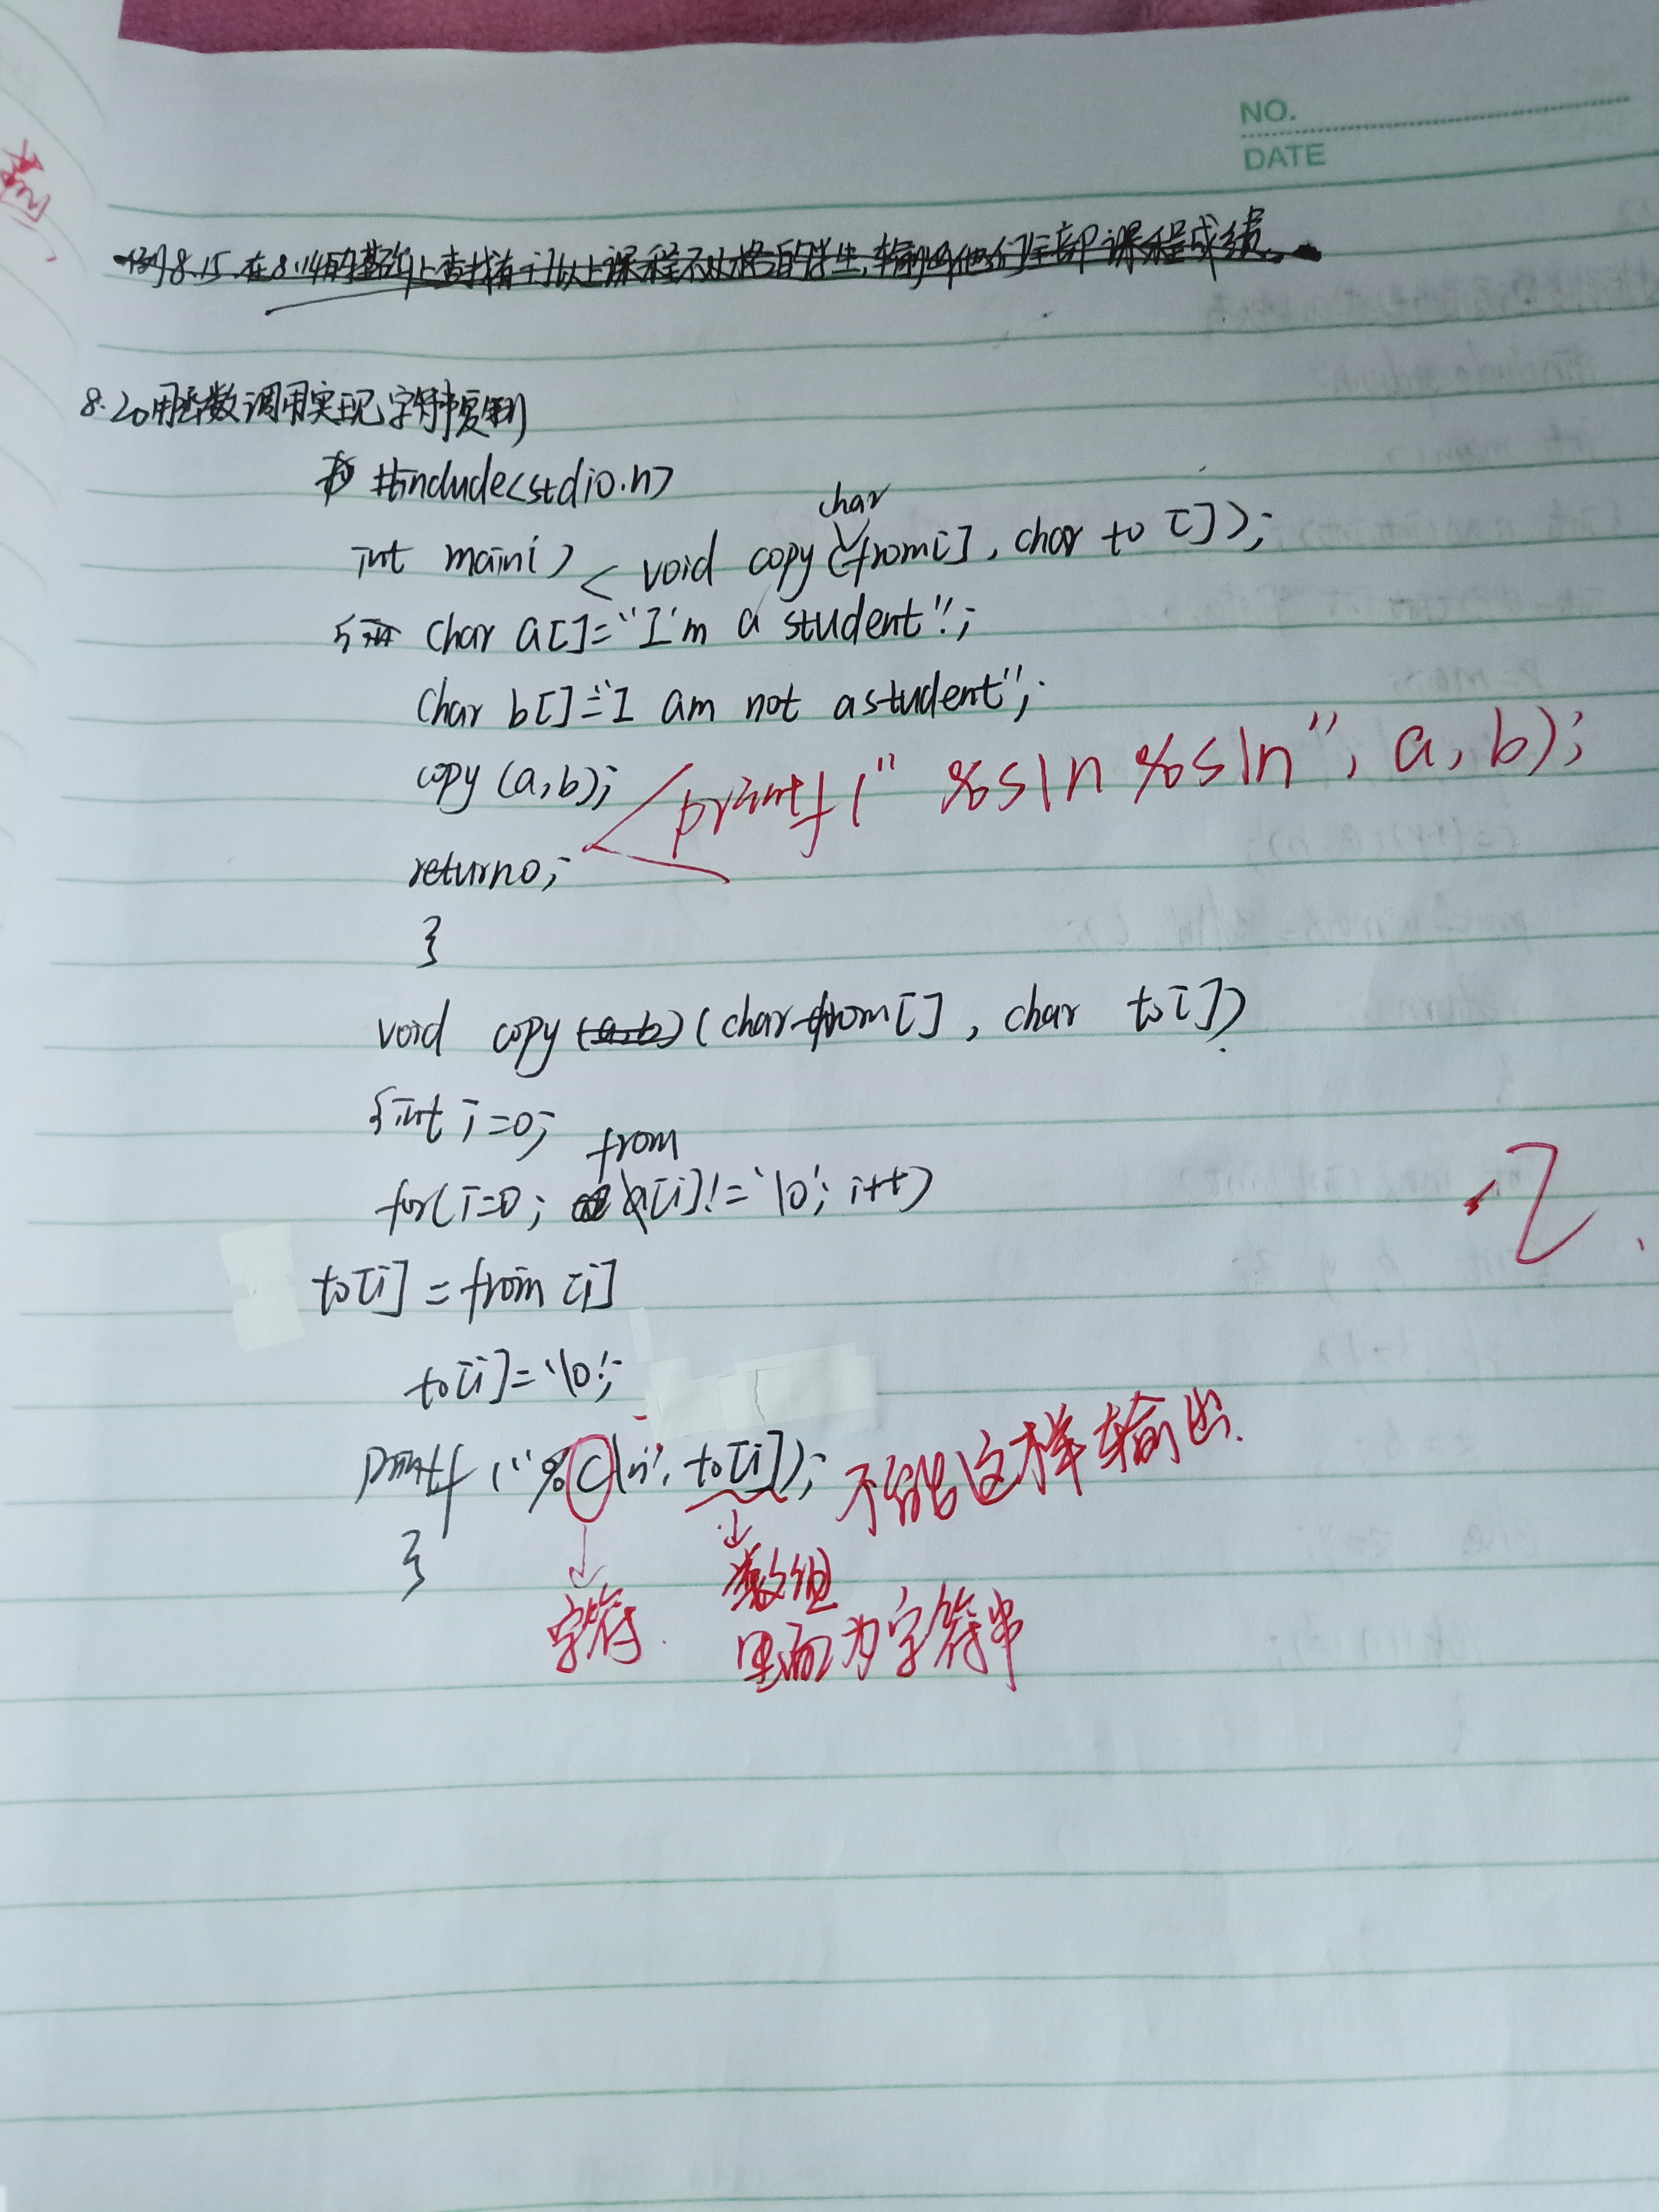 NO.
DATE
例8.15.在8.14的基础上查找有一门以上课程不及格的学生,输出他们全部课程成绩。
8.20用函数调用实现字符串复制
#include<stdio.h>
char
int main() void copy(from[], char to[]);
{ char a[]="I'm a student";
char b[]="I am not a student";
copy(a,b); printf("%s\n%s\n", a, b);
return0;
}
void copy (a,b) (char from[], char to[])
{int i=0;
from
for(i=0; a[i]!='\0'; i++)
to[i]=from[i]
to[i]='\0';
-2
printf("%c\n", to[i]); 不能这样输出.
}
字符 数组
里面为字符串